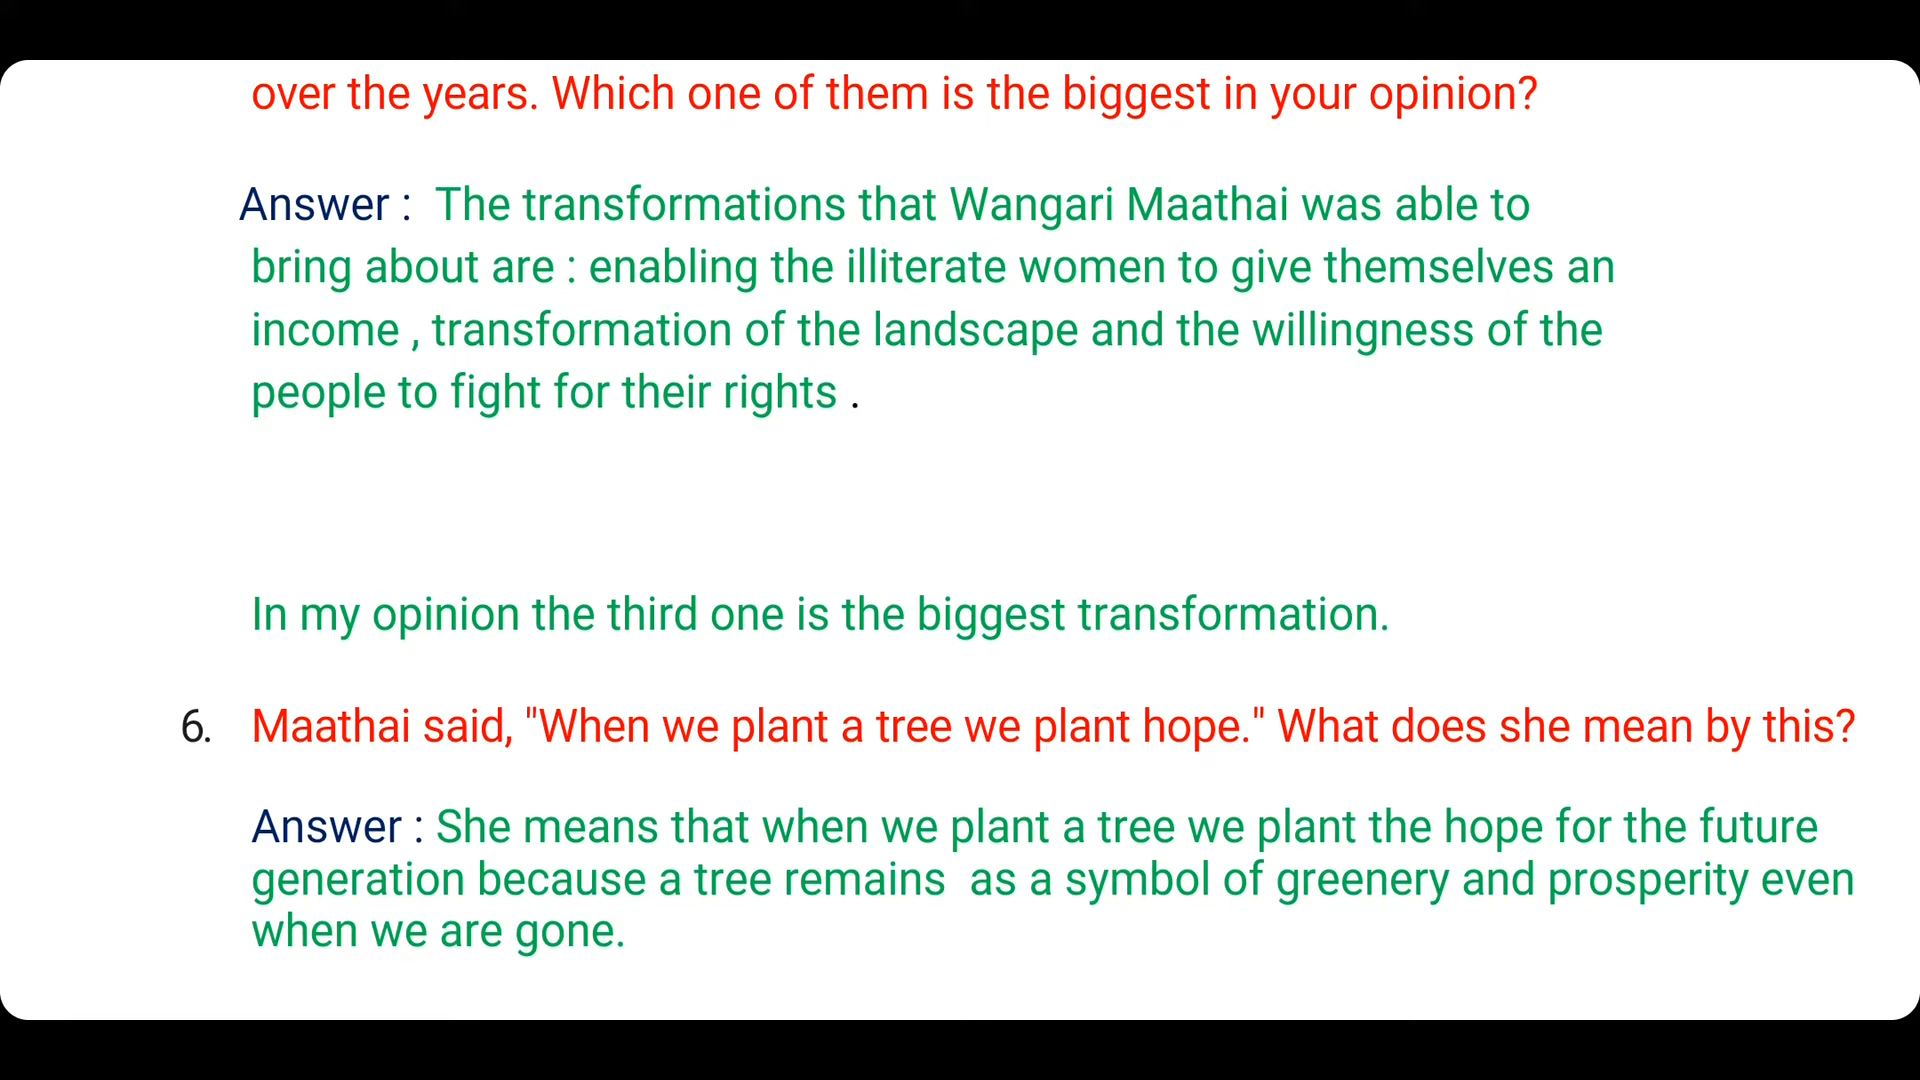 over the years. Which one of them is the biggest in your opinion?
Answer : The transformations that Wangari Maathai was able to
bring about are : enabling the illiterate women to give themselves an
income , transformation of the landscape and the willingness of the
people to fight for their rights .
In my opinion the third one is the biggest transformation.
6. Maathai said, "When we plant a tree we plant hope." What does she mean by this?
Answer : She means that when we plant a tree we plant the hope for the future
generation because a tree remains as a symbol of greenery and prosperity even
when we are gone.